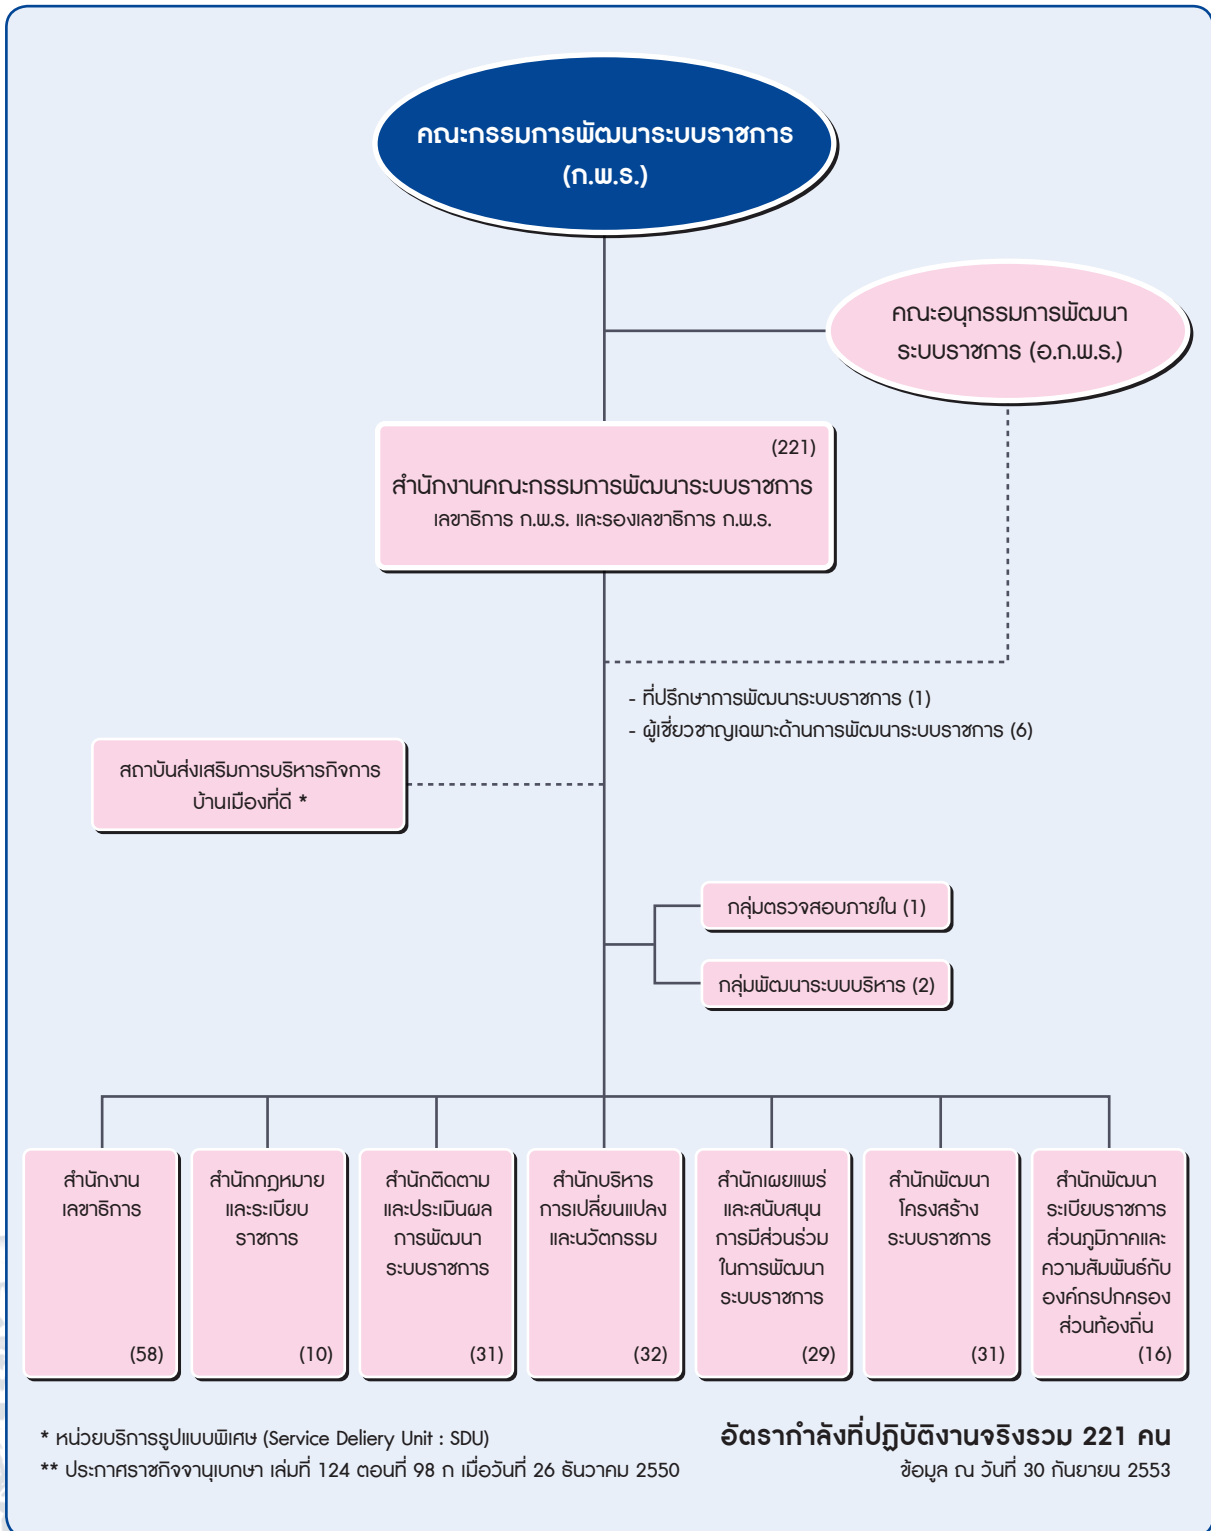 คณะกรรมการพัฒนาระบบราชการ
(ก.พ.ร.)
คณะอนุกรรมการพัฒนา
ระบบราชการ (อ.ก.พ.ร.)
(221)
สำนักงานคณะกรรมการพัฒนาระบบราชการ
เลขาธิการ ก.พ.ร. และรองเลขาธิการ ก.พ.ร.
- ที่ปรึกษาการพัฒนาระบบราชการ (1)
- ผู้เชี่ยวชาญเฉพาะด้านการพัฒนาระบบราชการ (6)
สถาบันส่งเสริมการบริหารกิจการ
บ้านเมืองที่ดี *
กลุ่มตรวจสอบภายใน (1)
กลุ่มพัฒนาระบบบริหาร (2)
สำนักงาน
เลขาธิการ
(58)
สำนักกฎหมาย
และระเบียบ
ราชการ
(10)
สำนักติดตาม
และประเมินผล
การพัฒนา
ระบบราชการ
(31)
สำนักบริหาร
การเปลี่ยนแปลง
และนวัตกรรม
(32)
สำนักเผยแพร่
และสนับสนุน
การมีส่วนร่วม
ในการพัฒนา
ระบบราชการ
(29)
สำนักพัฒนา
โครงสร้าง
ระบบราชการ
(31)
สำนักพัฒนา
ระเบียบราชการ
ส่วนภูมิภาคและ
ความสัมพันธ์กับ
องค์กรปกครอง
ส่วนท้องถิ่น
(16)
* หน่วยบริการรูปแบบพิเศษ (Service Deliery Unit : SDU)
** ประกาศราชกิจจานุเบกษา เล่มที่ 124 ตอนที่ 98 ก เมื่อวันที่ 26 ธันวาคม 2550
อัตรากำลังที่ปฏิบัติงานจริงรวม 221 คน
ข้อมูล ณ วันที่ 30 กันยายน 2553